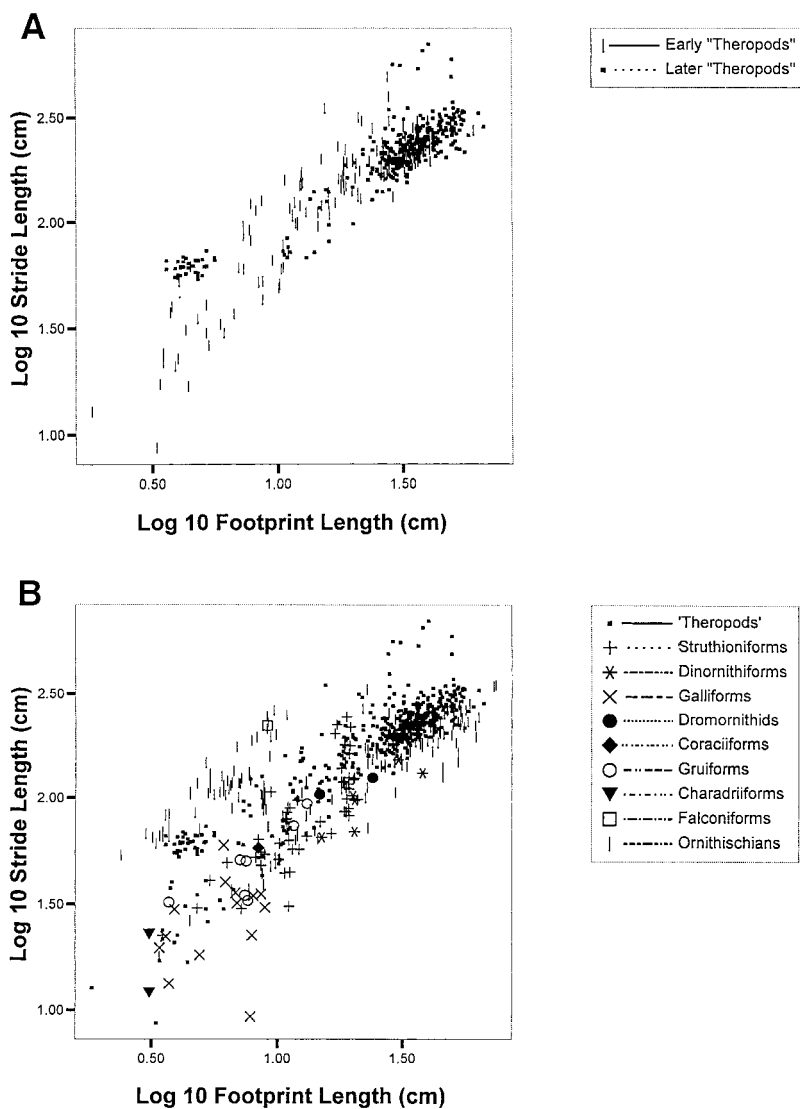 A
Log 10 Stride Length (cm)
2.50
2.00
1.50
1.00
0.50
1.00
1.50
Log 10 Footprint Length (cm)
Early "Theropods"
Later "Theropods"
B
Log 10 Stride Length (cm)
2.50
2.00
1.50
1.00
0.50
1.00
1.50
Log 10 Footprint Length (cm)
'Theropods'
Struthioniforms
Dinornithiforms
Galliforms
Dromornithids
Coraciiforms
Gruiforms
Charadriiforms
Falconiforms
Ornithischians